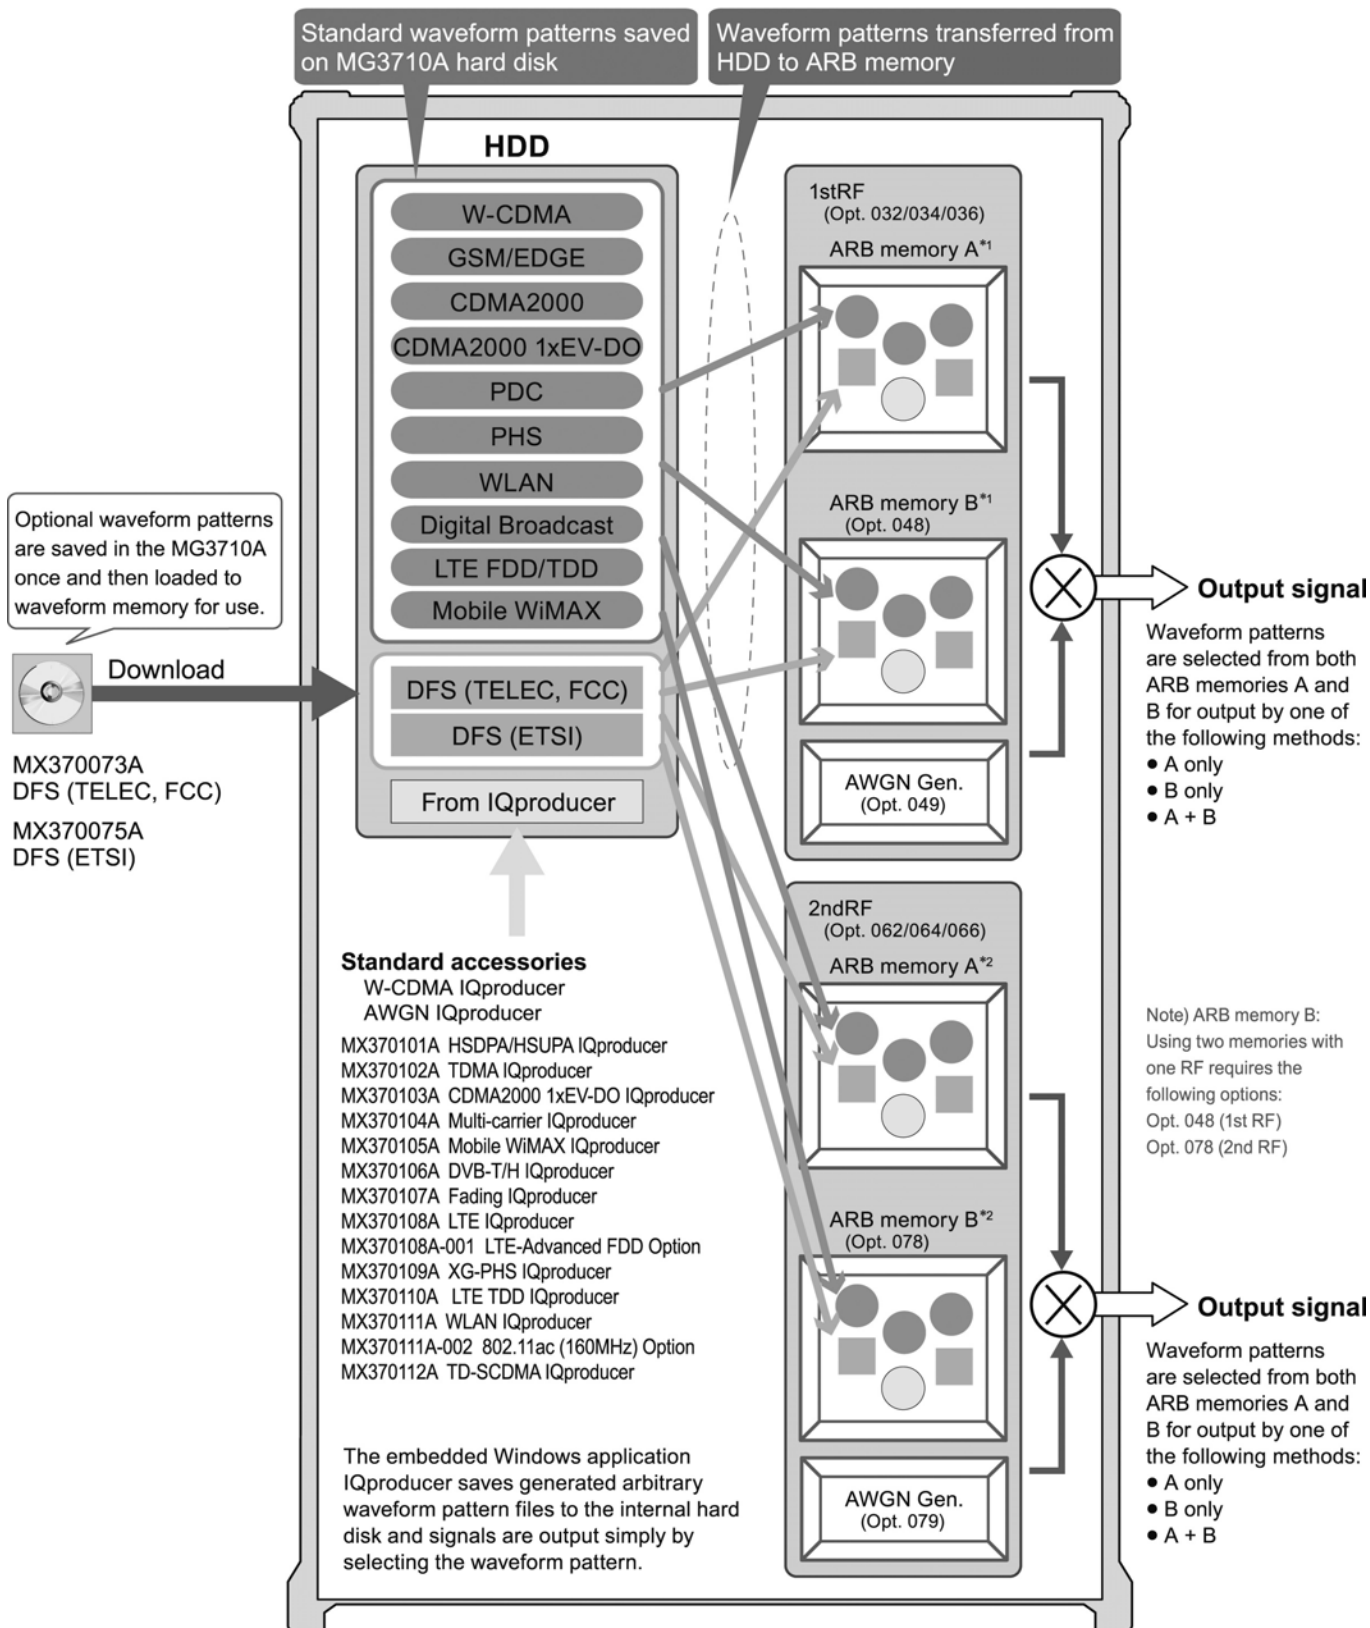 Standard waveform patterns saved
on MG3710A hard disk
Waveform patterns transferred from
HDD to ARB memory
HDD
W-CDMA
GSM/EDGE
CDMA2000
CDMA2000 1xEV-DO
PDC
PHS
WLAN
Digital Broadcast
LTE FDD/TDD
Mobile WiMAX
DFS (TELEC, FCC)
DFS (ETSI)
From IQproducer
Optional waveform patterns
are saved in the MG3710A
once and then loaded to
waveform memory for use.
Download
MX370073A
DFS (TELEC, FCC)
MX370075A
DFS (ETSI)
Standard accessories
W-CDMA IQproducer
AWGN IQproducer
MX370101A HSDPA/HSUPA IQproducer
MX370102A TDMA IQproducer
MX370103A CDMA2000 1xEV-DO IQproducer
MX370104A Multi-carrier IQproducer
MX370105A Mobile WiMAX IQproducer
MX370106A DVB-T/H IQproducer
MX370107A Fading IQproducer
MX370108A LTE IQproducer
MX370108A-001 LTE-Advanced FDD Option
MX370109A XG-PHS IQproducer
MX370110A LTE TDD IQproducer
MX370111A WLAN IQproducer
MX370111A-002 802.11ac (160MHz) Option
MX370112A TD-SCDMA IQproducer
The embedded Windows application
IQproducer saves generated arbitrary
waveform pattern files to the internal hard
disk and signals are output simply by
selecting the waveform pattern.
1stRF
(Opt. 032/034/036)
ARB memory A*1
ARB memory B*1
(Opt. 048)
AWGN Gen.
(Opt. 049)
2ndRF
(Opt. 062/064/066)
ARB memory A*2
ARB memory B*2
(Opt. 078)
AWGN Gen.
(Opt. 079)
Output signal
Waveform patterns
are selected from both
ARB memories A and
B for output by one of
the following methods:
● A only
● B only
● A + B
Note) ARB memory B:
Using two memories with
one RF requires the
following options:
Opt. 048 (1st RF)
Opt. 078 (2nd RF)
Output signal
Waveform patterns
are selected from both
ARB memories A and
B for output by one of
the following methods:
● A only
● B only
● A + B